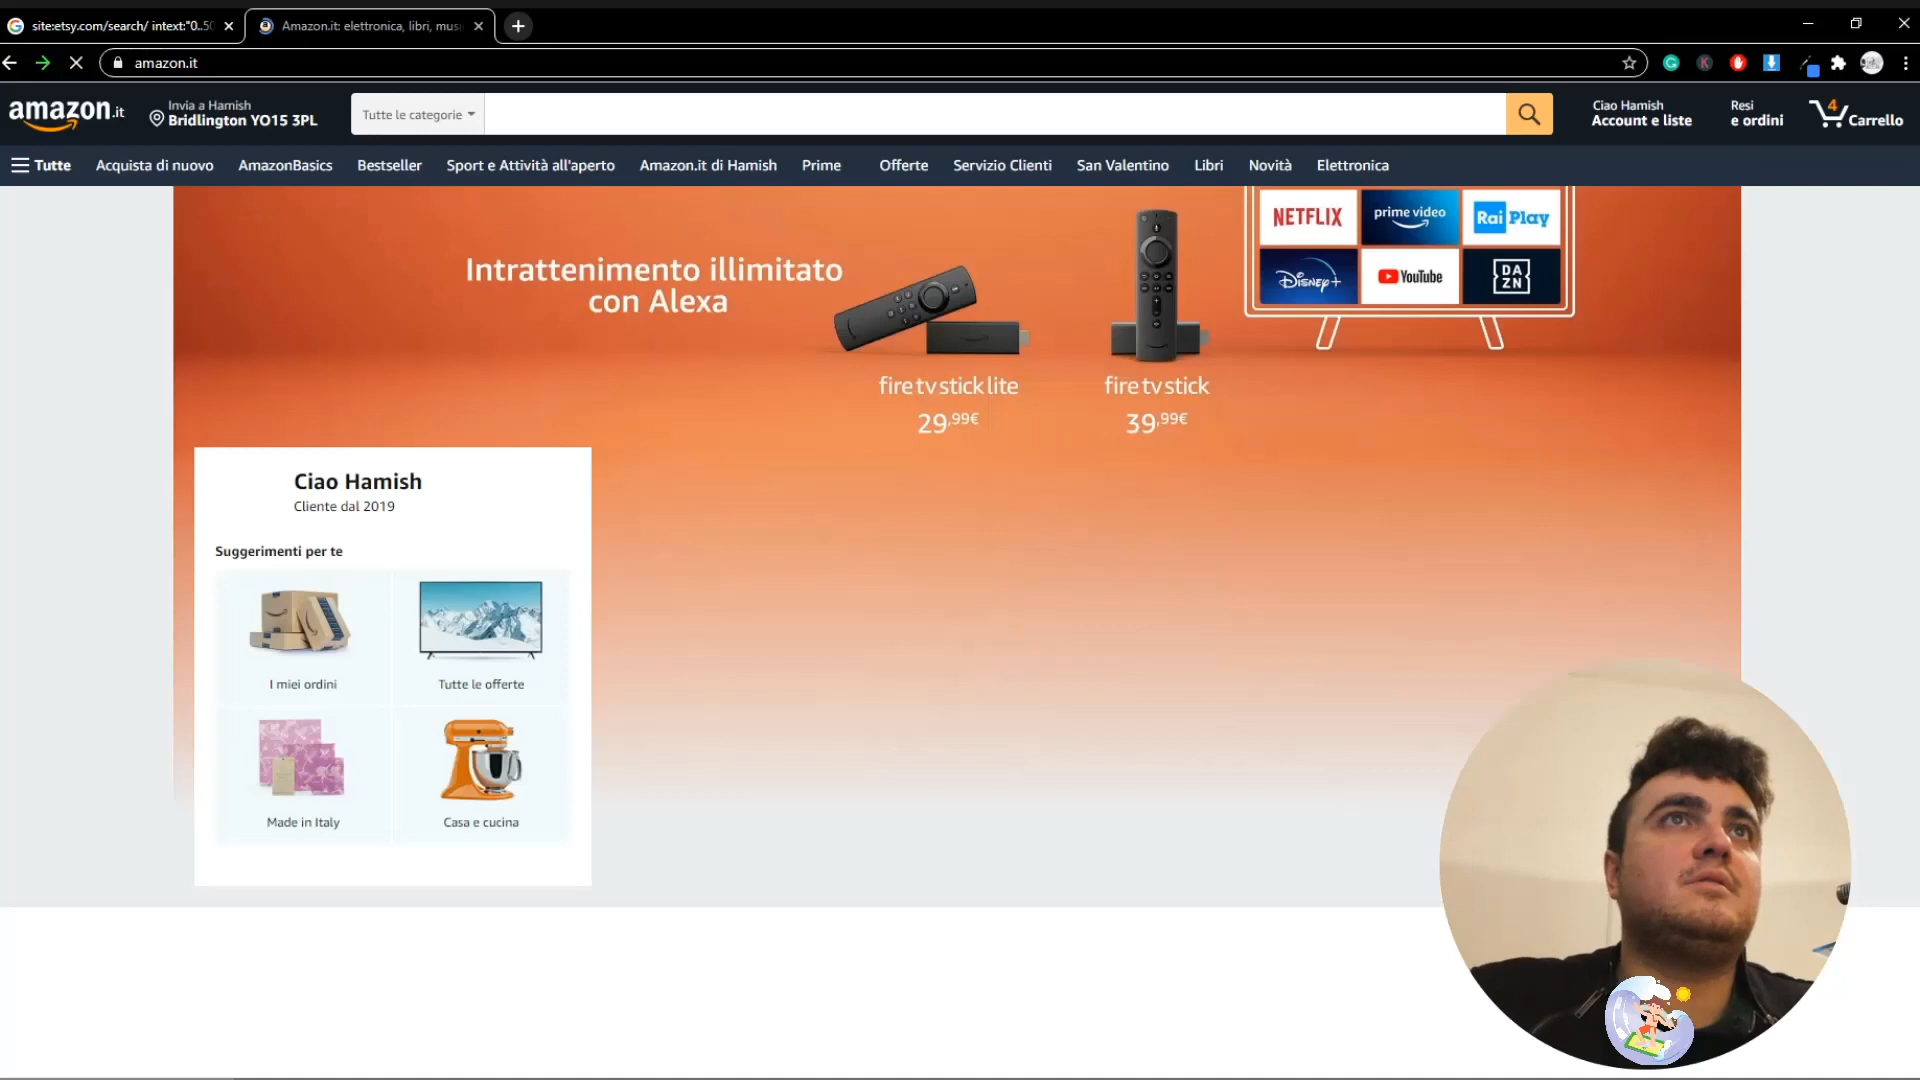 site:etsy.com/search/ intext:"0..50
Amazon.it: elettronica, libri, musi
amazon.it
amazon.it
Invia a Hamish
Bridlington YO15 3PL
Tutte le categorie
Ciao Hamish
Account e liste
Resi
e ordini
4
Carrello
Tutte
Acquista di nuovo
AmazonBasics
Bestseller
Sport e Attività all'aperto
Amazon.it di Hamish
Prime
Offerte
Servizio Clienti
San Valentino
Libri
Novità
Elettronica
NETFLIX
prime video
Rai Play
Disney+
YouTube
DAZN
Intrattenimento illimitato
con Alexa
fire tv stick lite
29,99€
fire tv stick
39,99€
Ciao Hamish
Cliente dal 2019
Suggerimenti per te
I miei ordini
Tutte le offerte
Made in Italy
Casa e cucina